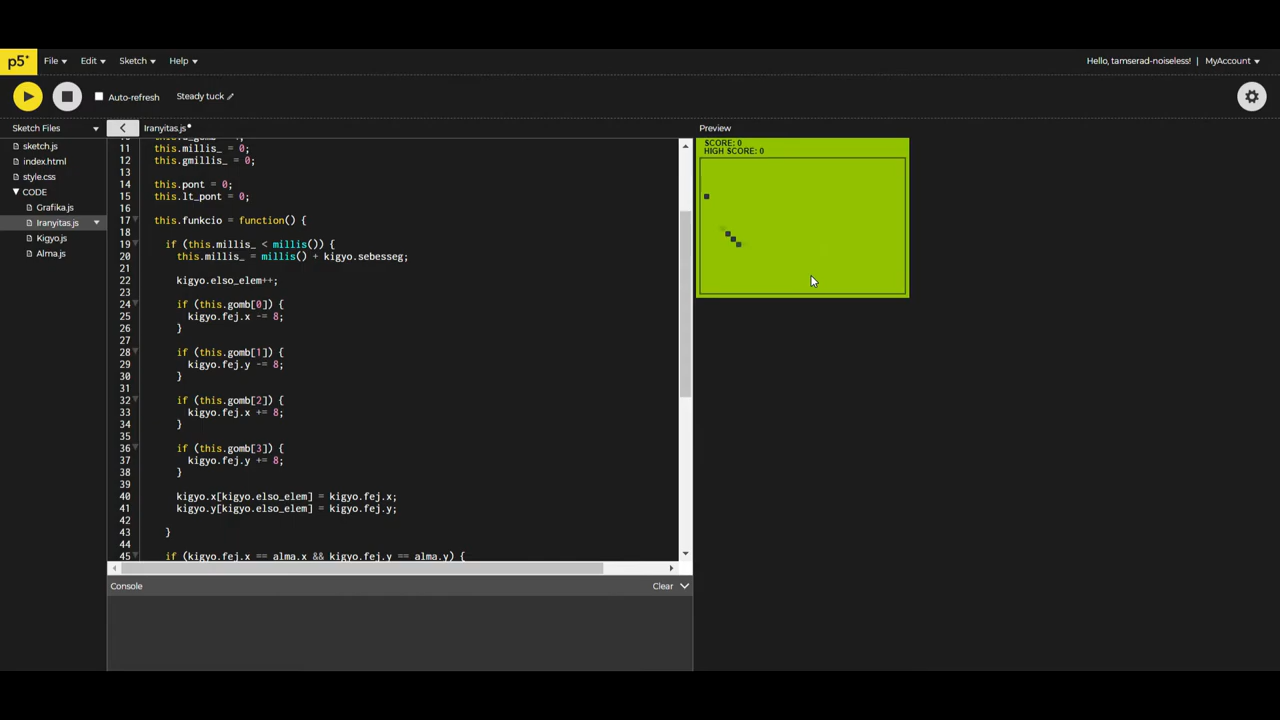 p5*
File
Edit
Sketch
Help
Hello, tamserad-noiseless!
|
MyAccount
Auto-refresh
Steady tuck
Sketch Files
Iranyitas.js
Preview
sketch.js
index.html
style.css
CODE
Grafika.js
Iranyitas.js
Kigyo.js
Alma.js
11 this.millis_ = 0;
12 this.gmillis_ = 0;
13
14 this.pont = 0;
15 this.lt_pont = 0;
16
17 this.funkcio = function() {
18
19 if (this.millis_ < millis()) {
20 this.millis_ = millis() + kigyo.sebesseg;
21
22 kigyo.elso_elem++;
23
24 if (this.gomb[0]) {
25 kigyo.fej.x -= 8;
26 }
27
28 if (this.gomb[1]) {
29 kigyo.fej.y -= 8;
30 }
31
32 if (this.gomb[2]) {
33 kigyo.fej.x += 8;
34 }
35
36 if (this.gomb[3]) {
37 kigyo.fej.y += 8;
38 }
39
40 kigyo.x[kigyo.elso_elem] = kigyo.fej.x;
41 kigyo.y[kigyo.elso_elem] = kigyo.fej.y;
42
43 }
44
45 if (kigyo.fej.x == alma.x && kigyo.fej.y == alma.y) {
SCORE: 0
HIGH SCORE: 0
Console
Clear